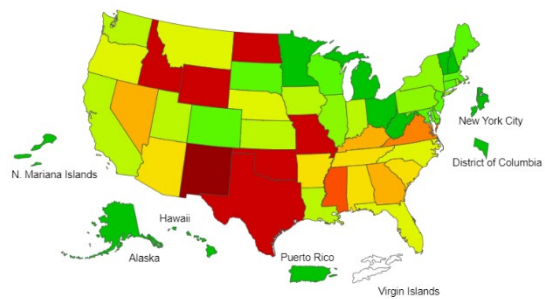 New York City
District of Columbia
N. Mariana Islands
Hawaii
Alaska
Puerto Rico
Virgin Islands